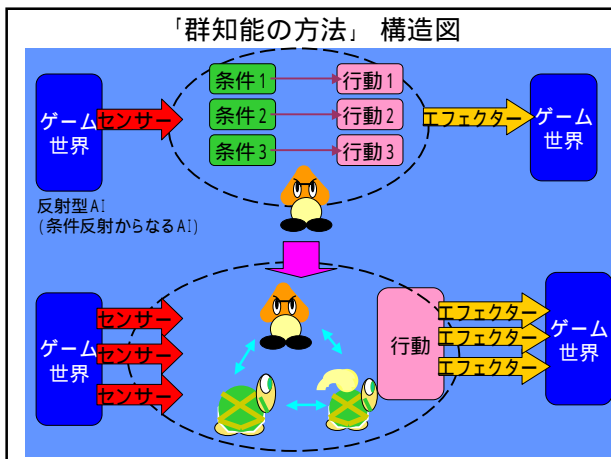 「群知能の方法」 構造図
条件1
行動1
ゲーム
世界
センサー
条件2
行動2
エフェクター
ゲーム
世界
条件3
行動3
反射型AI
(条件反射からなるAI)
センサー
センサー
センサー
ゲーム
世界
行動
エフェクター
エフェクター
エフェクター
ゲーム
世界